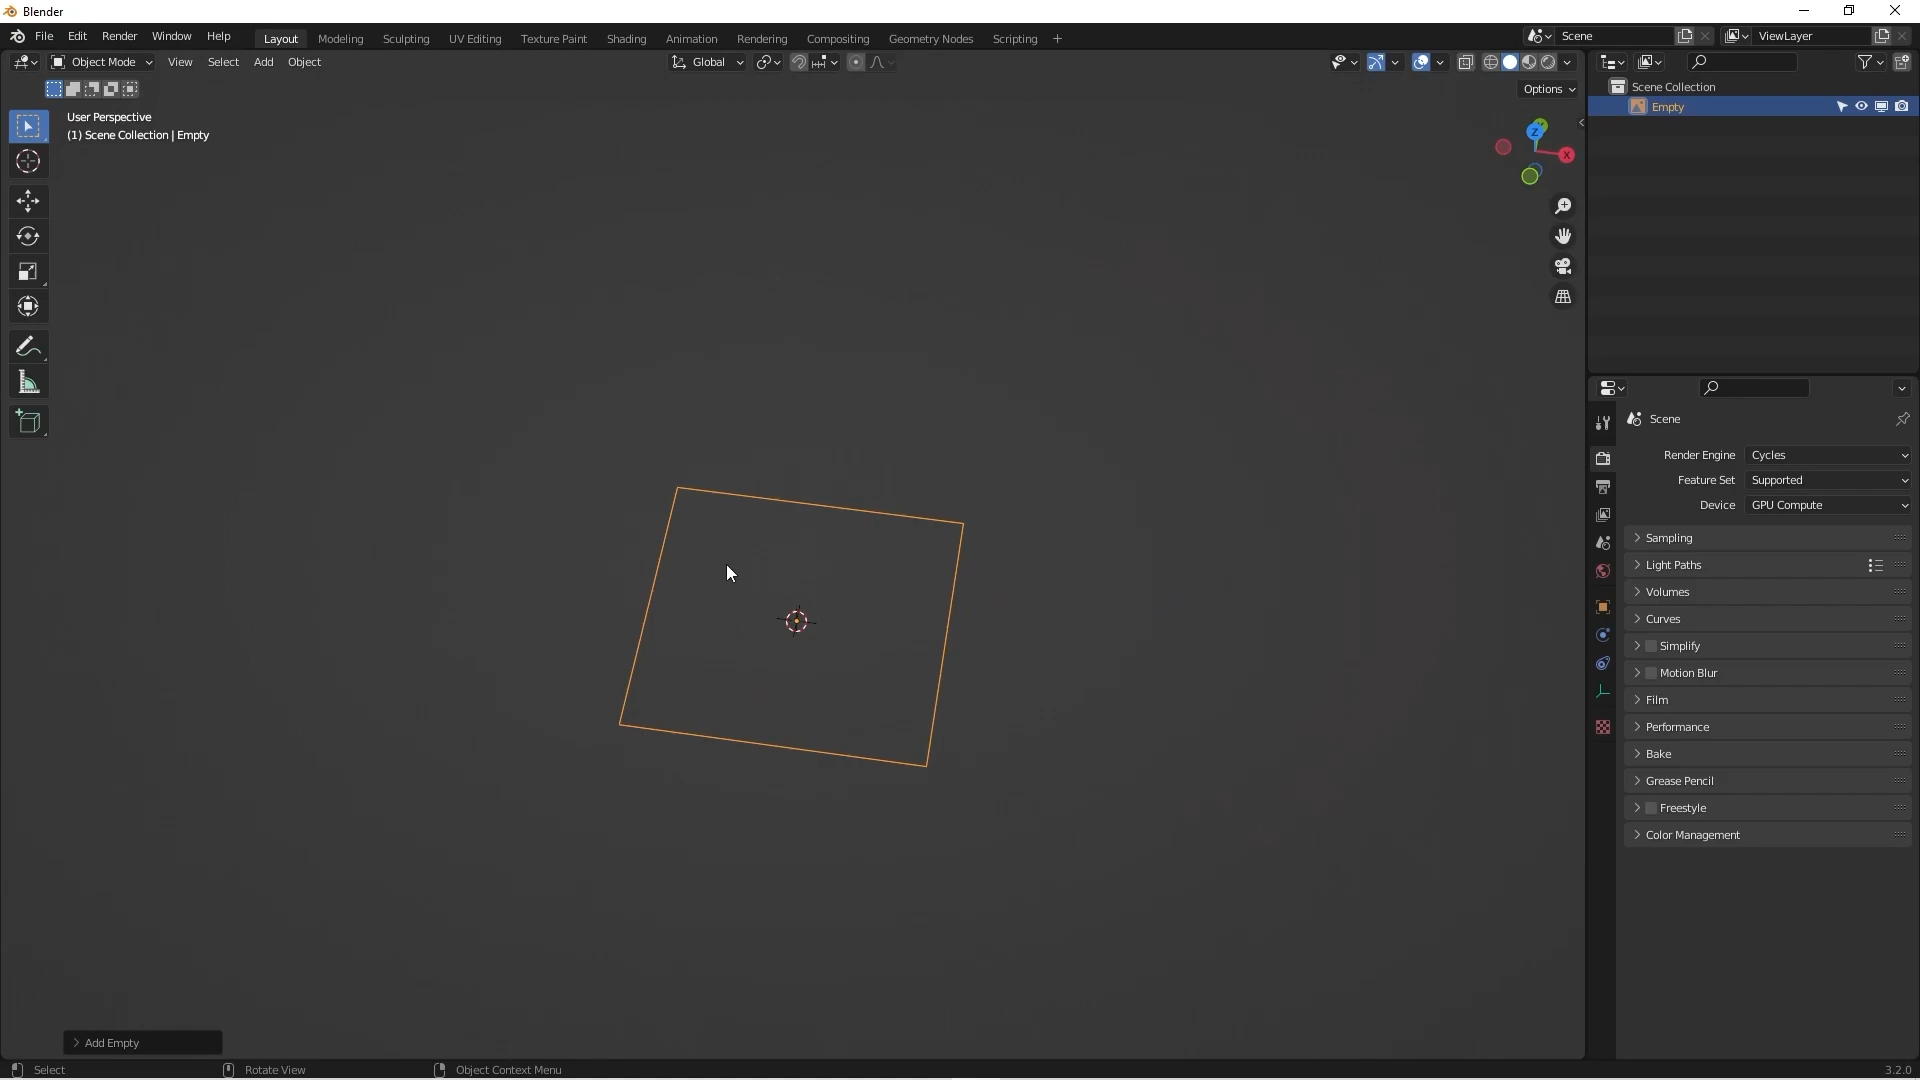 Blender
File Edit Render Window Help Layout Modeling Sculpting UV Editing Texture Paint Shading Animation Rendering Compositing Geometry Nodes Scripting + Scene ViewLayer
Object Mode View Select Add Object Global
Options
User Perspective
(1) Scene Collection | Empty
Z
X
Scene Collection
Empty
Scene
Render Engine Cycles
Feature Set Supported
Device GPU Compute
Sampling
Light Paths
Volumes
Curves
Simplify
Motion Blur
Film
Performance
Bake
Grease Pencil
Freestyle
Color Management
Add Empty
Select Rotate View Object Context Menu 3.2.0